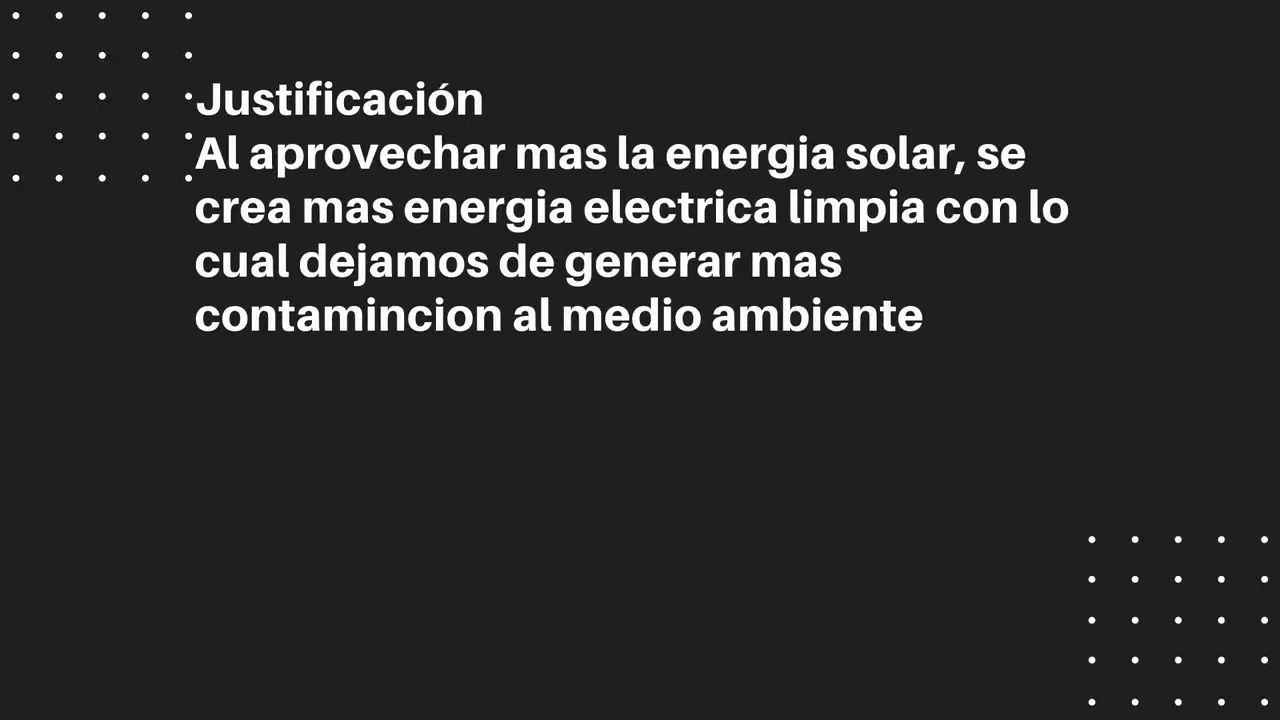 Justificación
Al aprovechar mas la energia solar, se
crea mas energia electrica limpia con lo
cual dejamos de generar mas
contamincion al medio ambiente